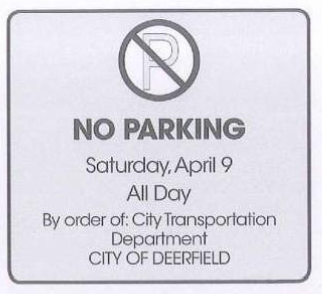 P
NO PARKING
Saturday, April 9
All Day
By order of: City Transportation
Department
CITY OF DEERFIELD